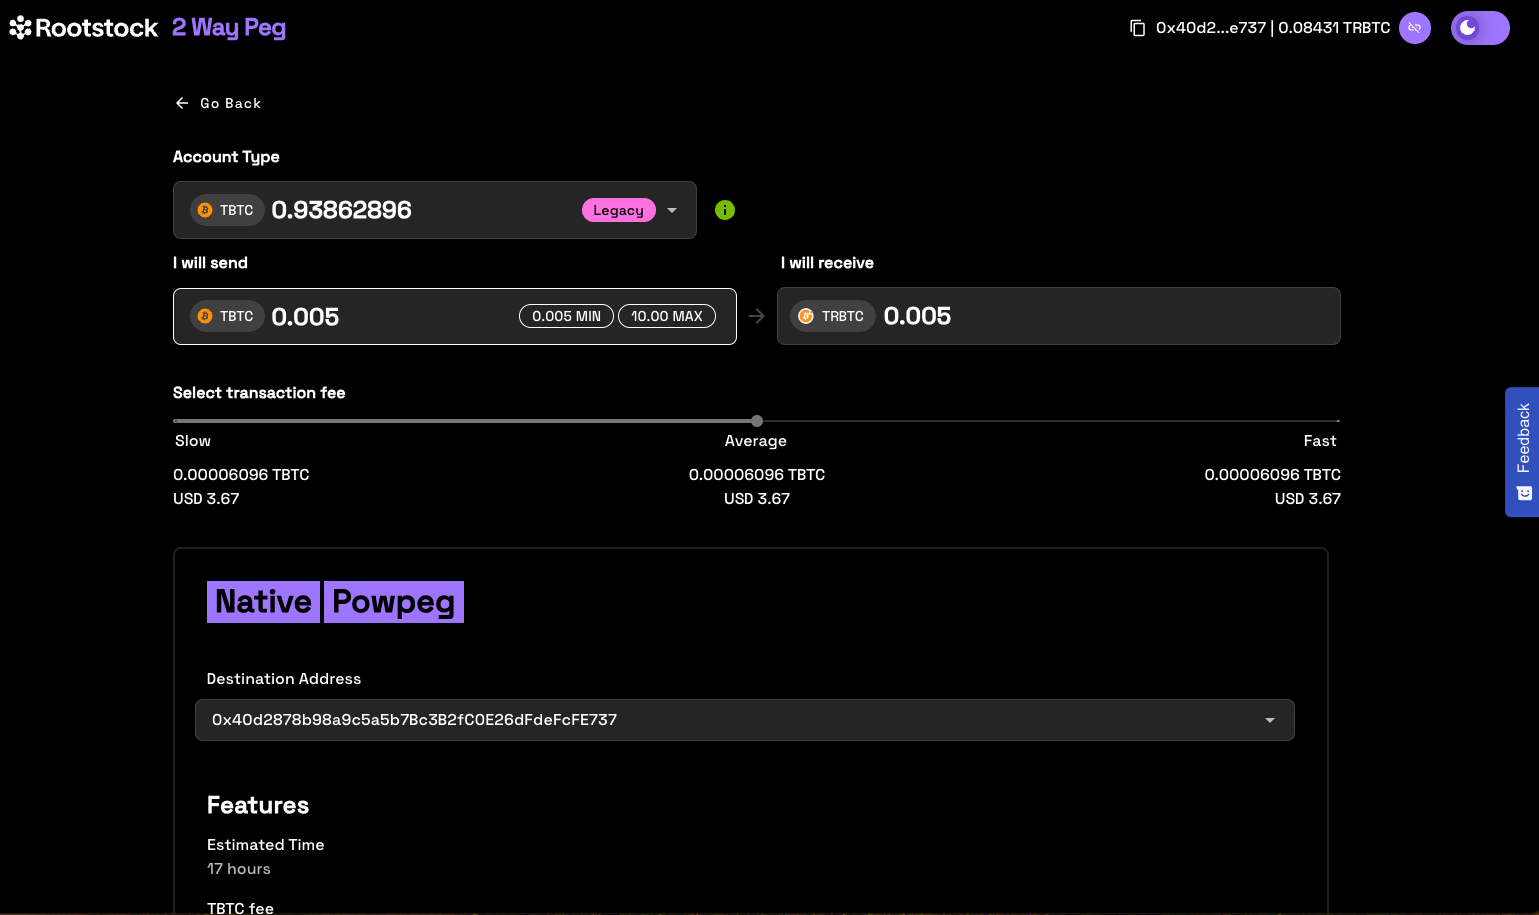 Rootstock 2 Way Peg
0x40d2...e737 | 0.08431 TRBTC
Go Back
Account Type
TBTC 0.93862896 Legacy
I will send
TBTC 0.005 0.005 MIN 10.00 MAX
I will receive
TRBTC 0.005
Select transaction fee
Slow Average Fast
0.00006096 TBTC 0.00006096 TBTC 0.00006096 TBTC
USD 3.67 USD 3.67 USD 3.67
Feedback
Native Powpeg
Destination Address
0x40d2878b98a9c5a5b7Bc3B2fC0E26dFdeFcFE737
Features
Estimated Time
17 hours
TBTC fee